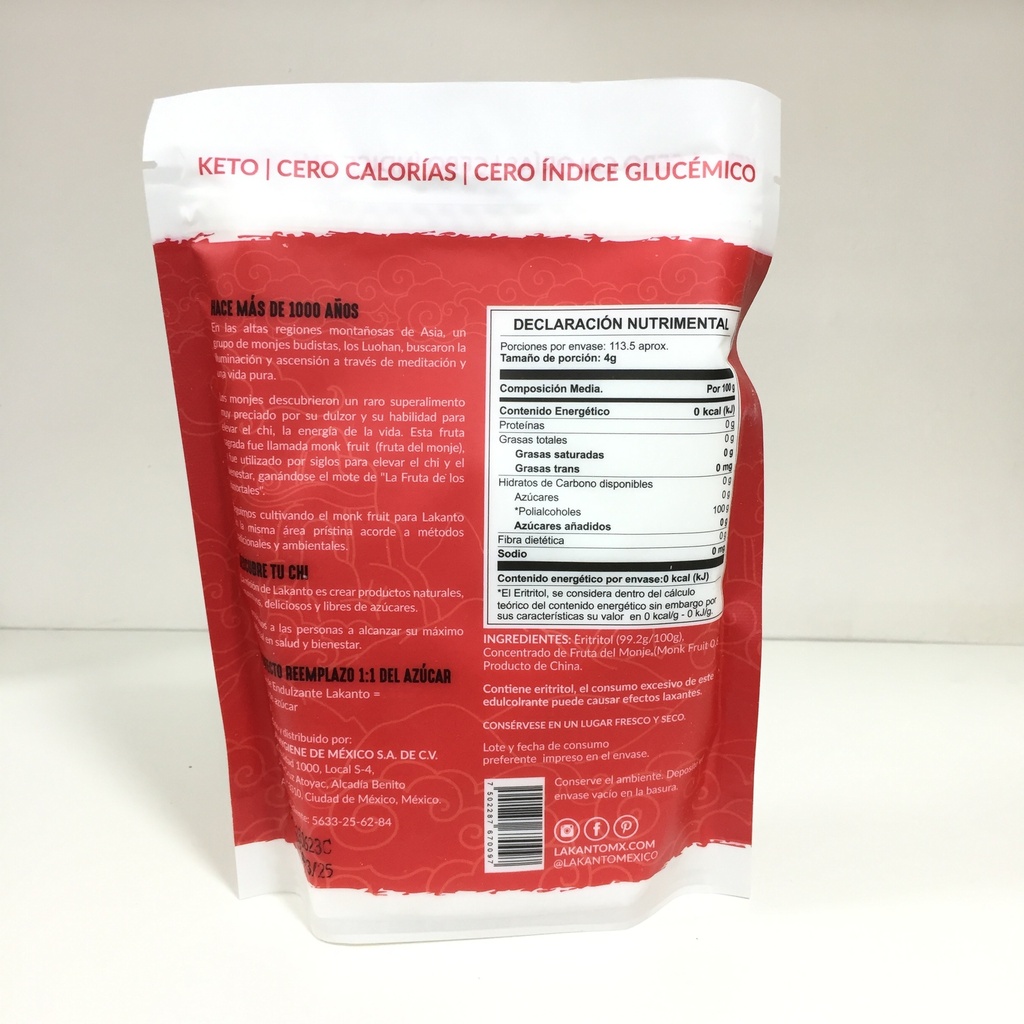 KETO | CERO CALORÍAS | CERO ÍNDICE GLUCÉMICO
HACE MÁS DE 1000 AÑOS
En las altas regiones montañosas de Asia, un
grupo de monjes budistas, los Luohan, buscaron la
iluminación y ascensión a través de meditación y
una vida pura.
monjes descubrieron un raro superalimento
muy preciado por su dulzor y su habilidad para
elevar el chi, la energía de la vida. Esta fruta
fue llamada monk fruit (fruta del monje),
fue utilizado por siglos para elevar el chi y el
ganándose el mote de "La Fruta de los
cultivando el monk fruit para Lakanto
misma área prístina acorde a métodos
y ambientales.
TU CHI
de Lakanto es crear productos naturales,
deliciosos y libres de azúcares.
a las personas a alcanzar su máximo
en salud y bienestar.
REEMPLAZO 1:1 DEL AZÚCAR
Endulzante Lakanto =
azúcar
distribuido por:
DE MÉXICO S.A. DE C.V.
1000, Local S-4,
Atoyac, Alcadía Benito
Ciudad de México, México.
5633-25-62-84
DECLARACIÓN NUTRIMENTAL
Porciones por envase: 113.5 aprox.
Tamaño de porción: 4g
Composición Media. Por 100 g
Contenido Energético 0 kcal (kJ)
Proteínas 0 g
Grasas totales 0 g
Grasas saturadas 0 g
Grasas trans 0 mg
Hidratos de Carbono disponibles 0 g
Azúcares 0 g
*Polialcoholes 100 g
Azúcares añadidos 0 g
Fibra dietética 0 g
Sodio 0 mg
Contenido energético por envase:0 kcal (kJ)
*El Eritritol, se considera dentro del cálculo
teórico del contenido energético sin embargo por
sus características su valor en 0 kcal/g - 0 kJ/g.
INGREDIENTES: Eritritol (99.2g/100g),
Concentrado de Fruta del Monje,(Monk Fruit
Producto de China.
Contiene eritritol, el consumo excesivo de este
edulcolrante puede causar efectos laxantes.
CONSÉRVESE EN UN LUGAR FRESCO Y SECO.
Lote y fecha de consumo
preferente impreso en el envase.
Conserve el ambiente.
envase vacío en la basura.
7 502287 670097
LAKANTOMX.COM
@LAKANTOMEXICO